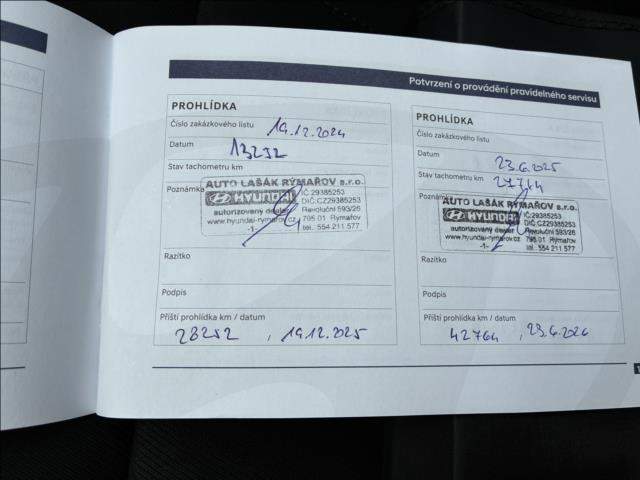 Potvrzení o provádění pravidelného servisu
PROHLÍDKA
Číslo zakázkového listu 19.12.2024
Datum 13252
Stav tachometru km
Poznámka
AUTO LAŠÁK RÝMAŘOV s.r.o.
HYUNDAI IČ:29385253
DIČ:CZ29385253
autorizovaný dealer Revoluční 593/26
www.hyundai-rymarov.cz 795 01 Rýmařov
-1- tel. 554 211 577
Razítko
Podpis
Příští prohlídka km / datum
28252 , 19.12.2025
PROHLÍDKA
Číslo zakázkového listu
Datum 23.6.2025
Stav tachometru km 27764
AUTO LAŠÁK RÝMAŘOV s.r.o.
HYUNDAI IČ:29385253
DIČ:CZ29385253
autorizovaný dealer Revoluční 593/26
www.hyundai-rymarov.cz 795 01 Rýmařov
-1- tel. 554 211 577
Razítko
Podpis
Příští prohlídka km / datum
42764 , 23.6.2026